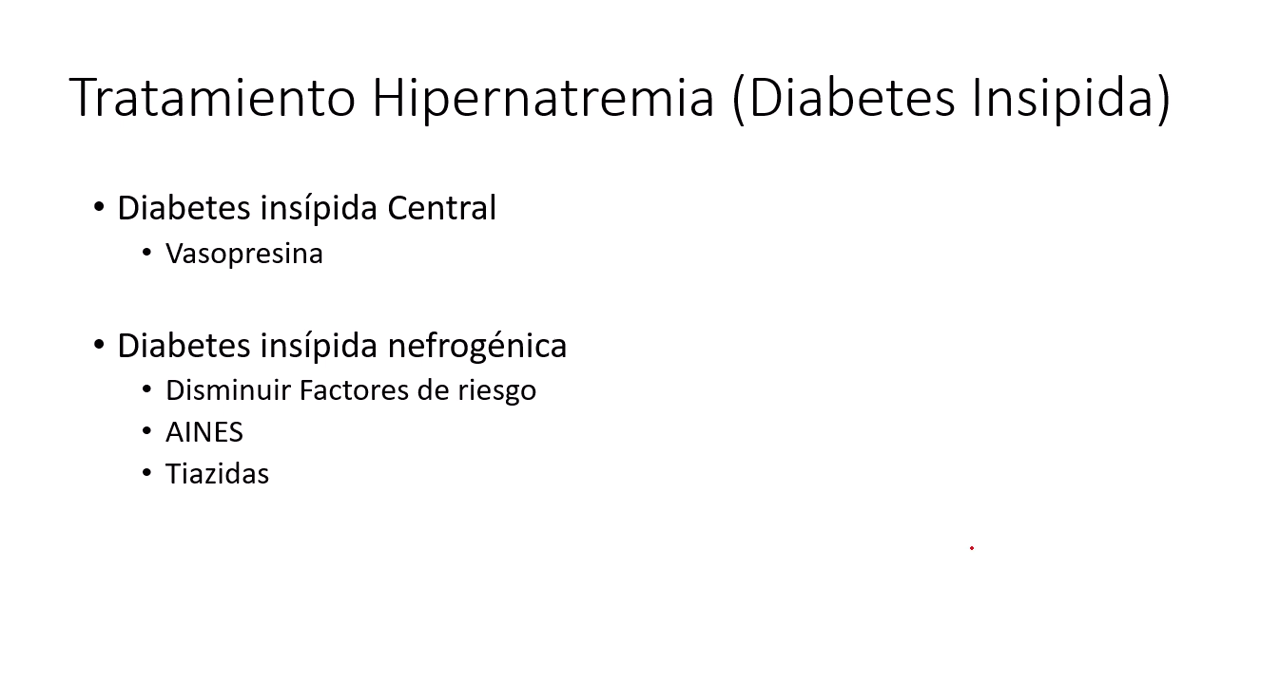 Tratamiento Hipernatremia (Diabetes Insipida)
• Diabetes insípida Central
• Vasopresina
• Diabetes insípida nefrogénica
• Disminuir Factores de riesgo
• AINES
• Tiazidas